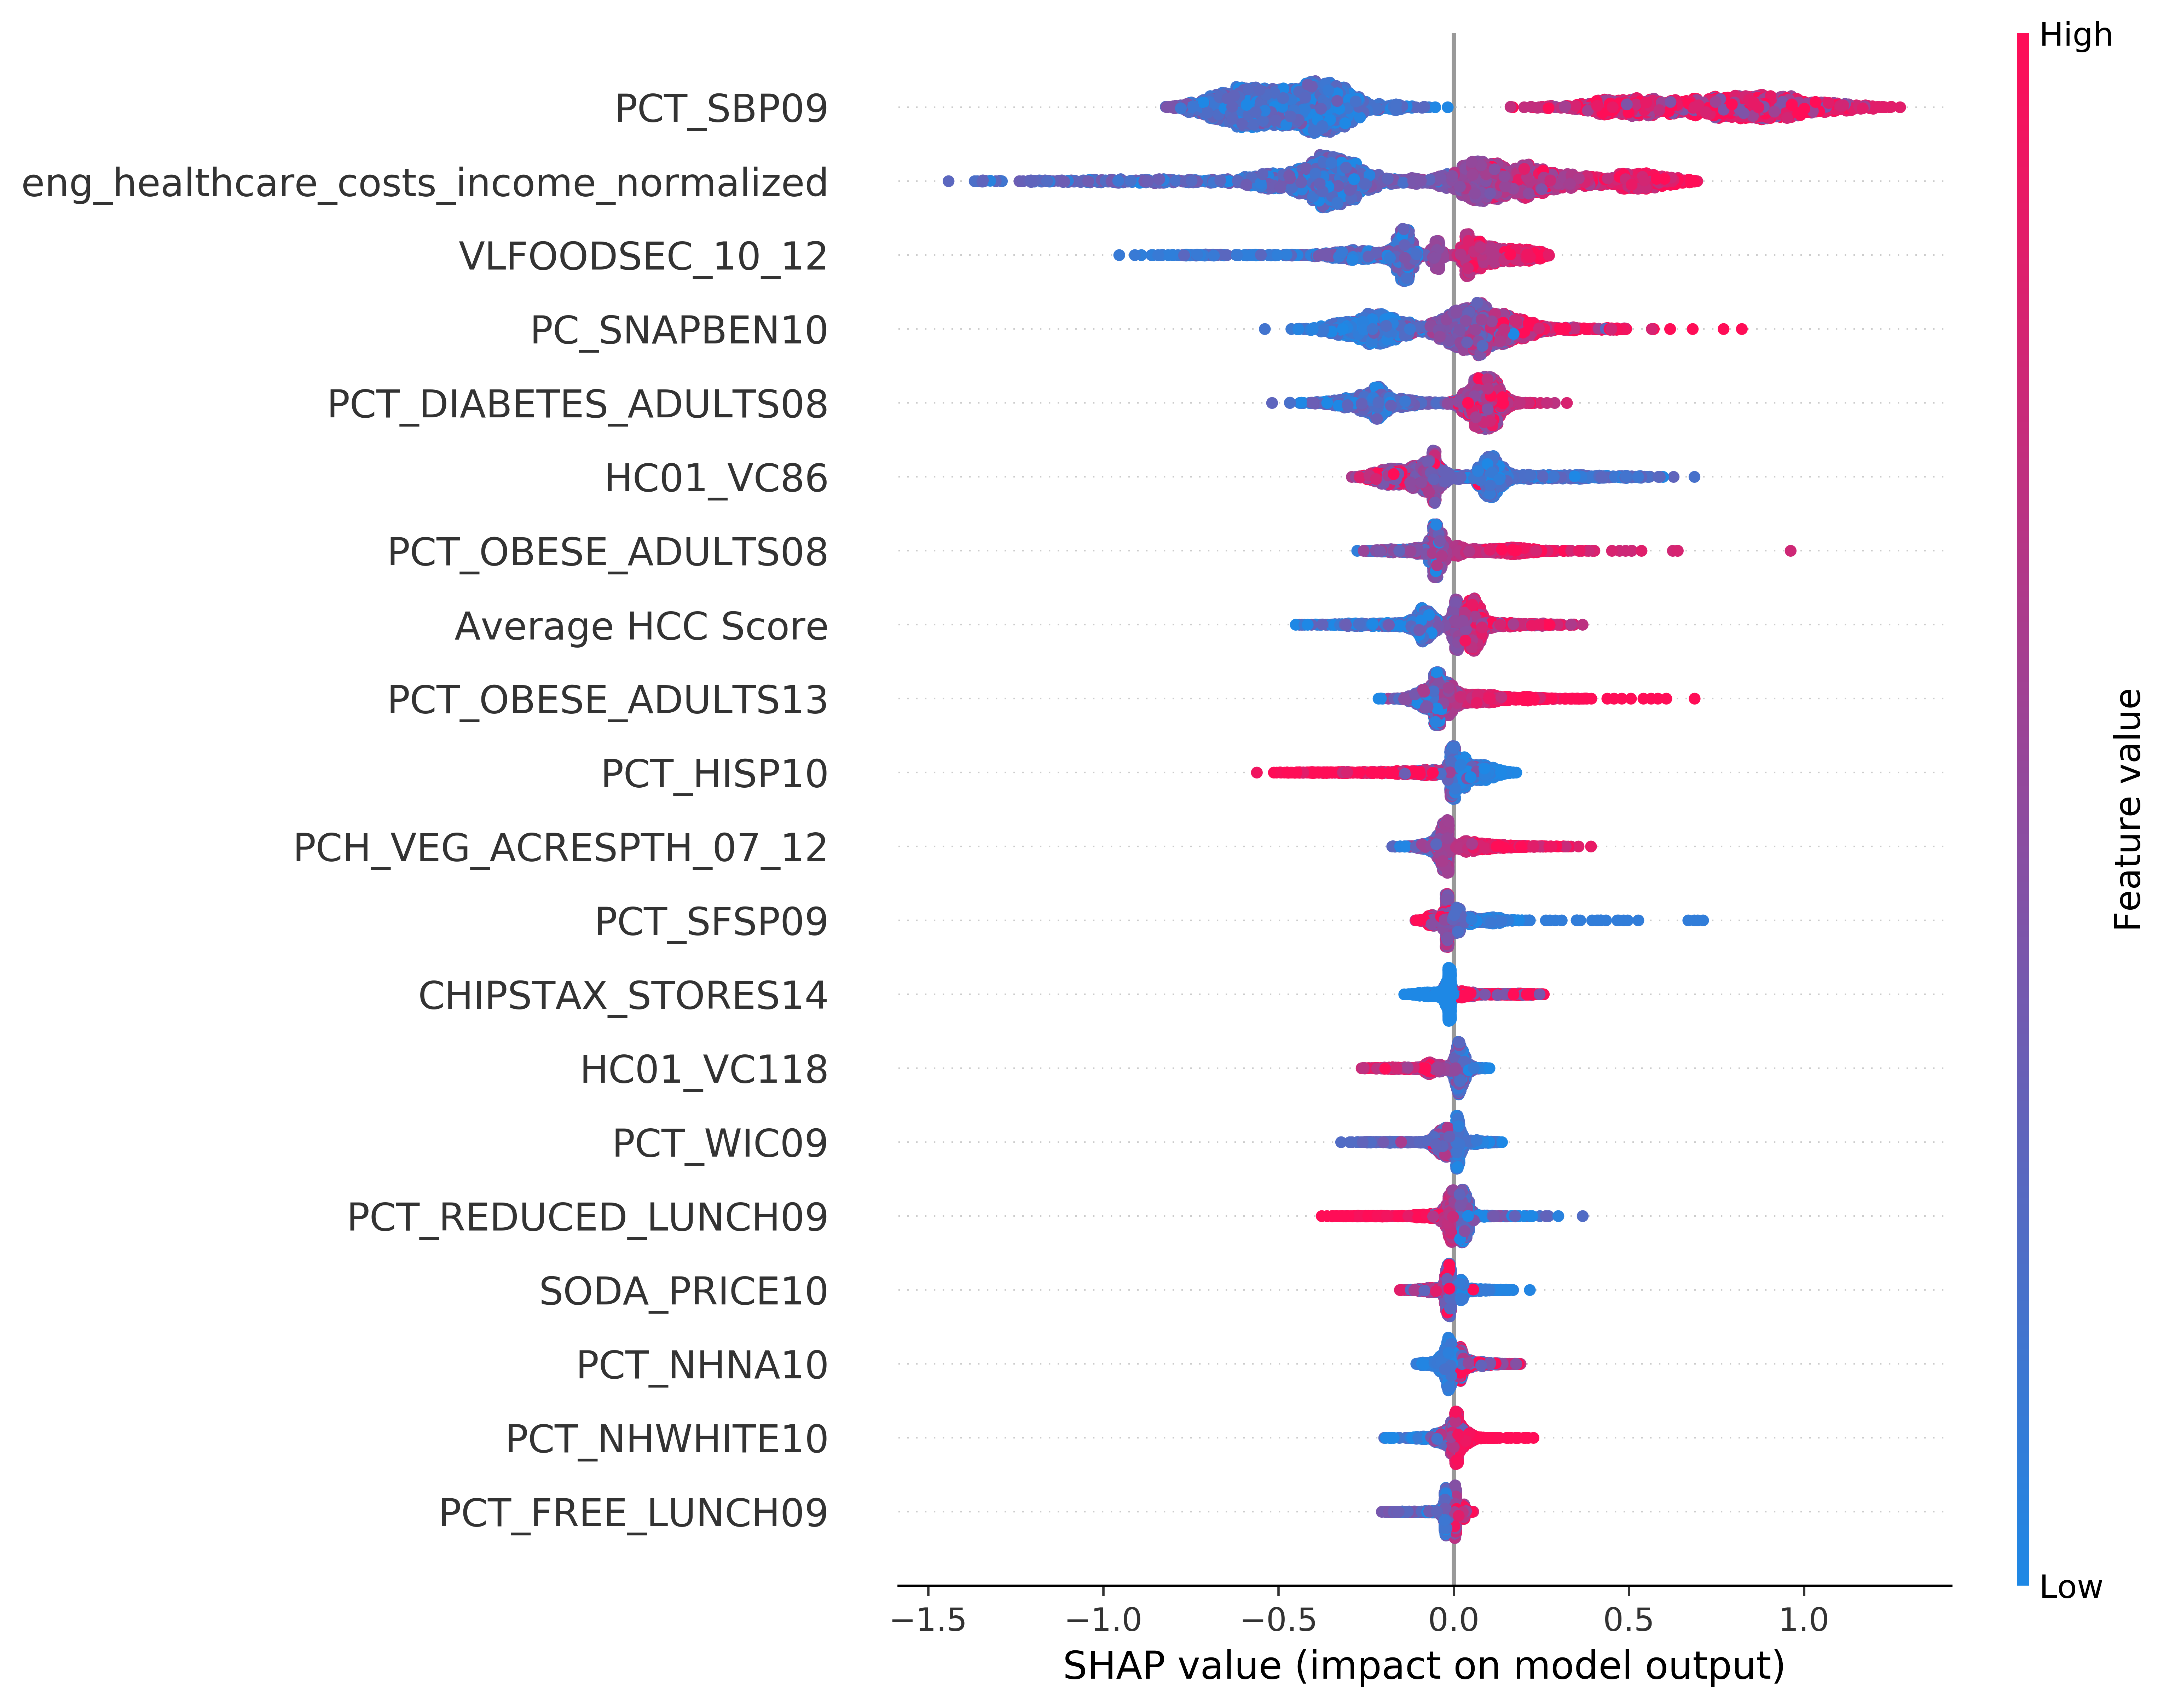 High
PCT_SBP09
eng_healthcare_costs_income_normalized
VLFOODSEC_10_12
PC_SNAPBEN10
PCT_DIABETES_ADULTS08
HC01_VC86
PCT_OBESE_ADULTS08
Average HCC Score
PCT_OBESE_ADULTS13
PCT_HISP10
PCH_VEG_ACRESPTH_07_12
PCT_SFSP09
CHIPSTAX_STORES14
HC01_VC118
PCT_WIC09
PCT_REDUCED_LUNCH09
SODA_PRICE10
PCT_NHNA10
PCT_NHWHITE10
PCT_FREE_LUNCH09
Feature value
Low
−1.5 −1.0 −0.5 0.0 0.5 1.0
SHAP value (impact on model output)